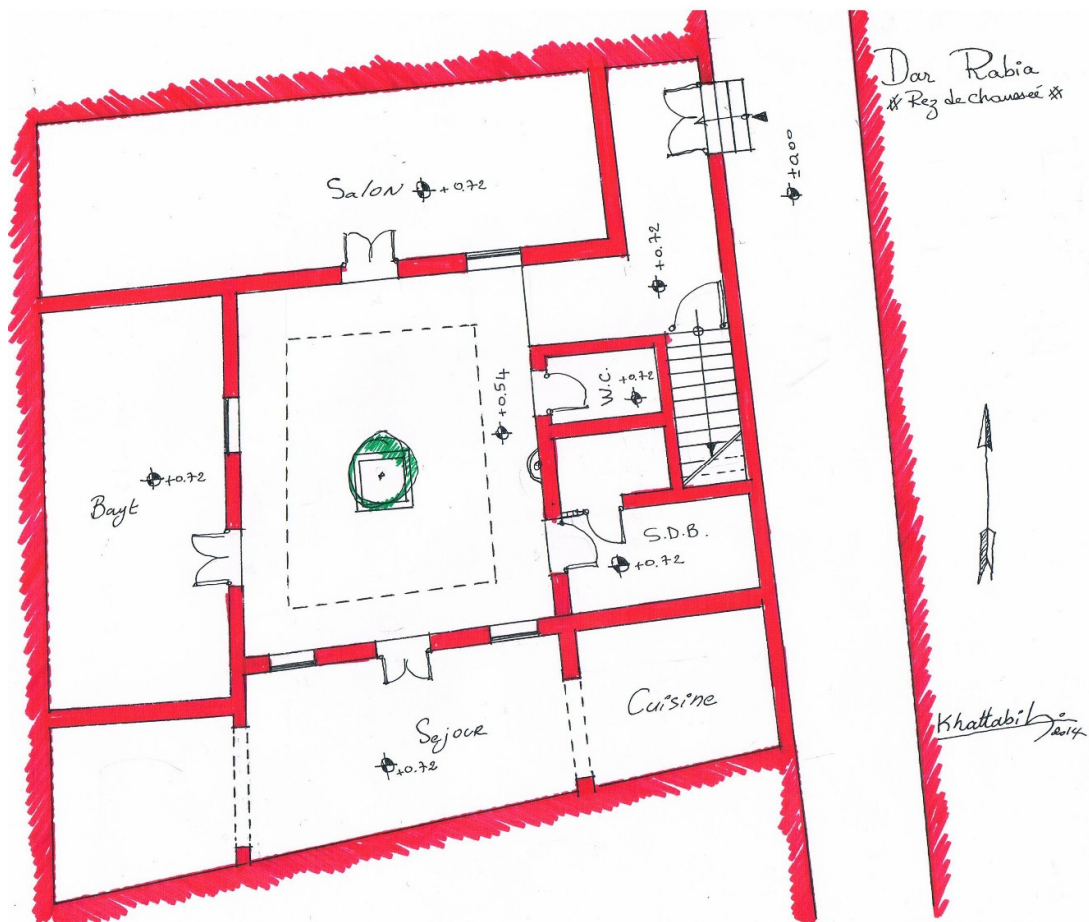 Dar Rabia
※ Rez de chausseé ※
±0.00
Salon +0.72
+0.72
W.C. +0.72
+0.54
+0.72
Bayt
S.D.B.
+0.72
Cuisine
Sejour
+0.72
Khattabi
2014